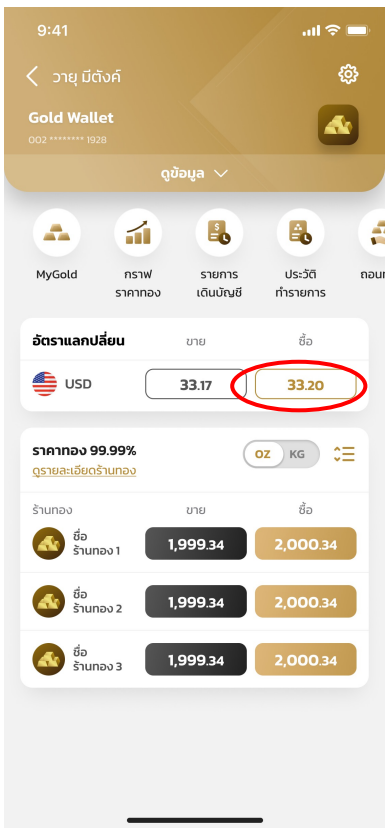 9:41
วายุ มีตังค์
Gold Wallet
002 ******** 1928
ดูข้อมูล
MyGold
กราฟ
ราคาทอง
รายการ
เดินบัญชี
ประวัติ
ทำรายการ
ถอน
อัตราแลกปลี่ยน ขาย ซื้อ
USD 33.17 33.20
ราคาทอง 99.99% OZ KG
ดูรายละเอียดร้านทอง
ร้านทอง ขาย ซื้อ
ชื่อ
ร้านทอง 1 1,999.34 2,000.34
ชื่อ
ร้านทอง 2 1,999.34 2,000.34
ชื่อ
ร้านทอง 3 1,999.34 2,000.34